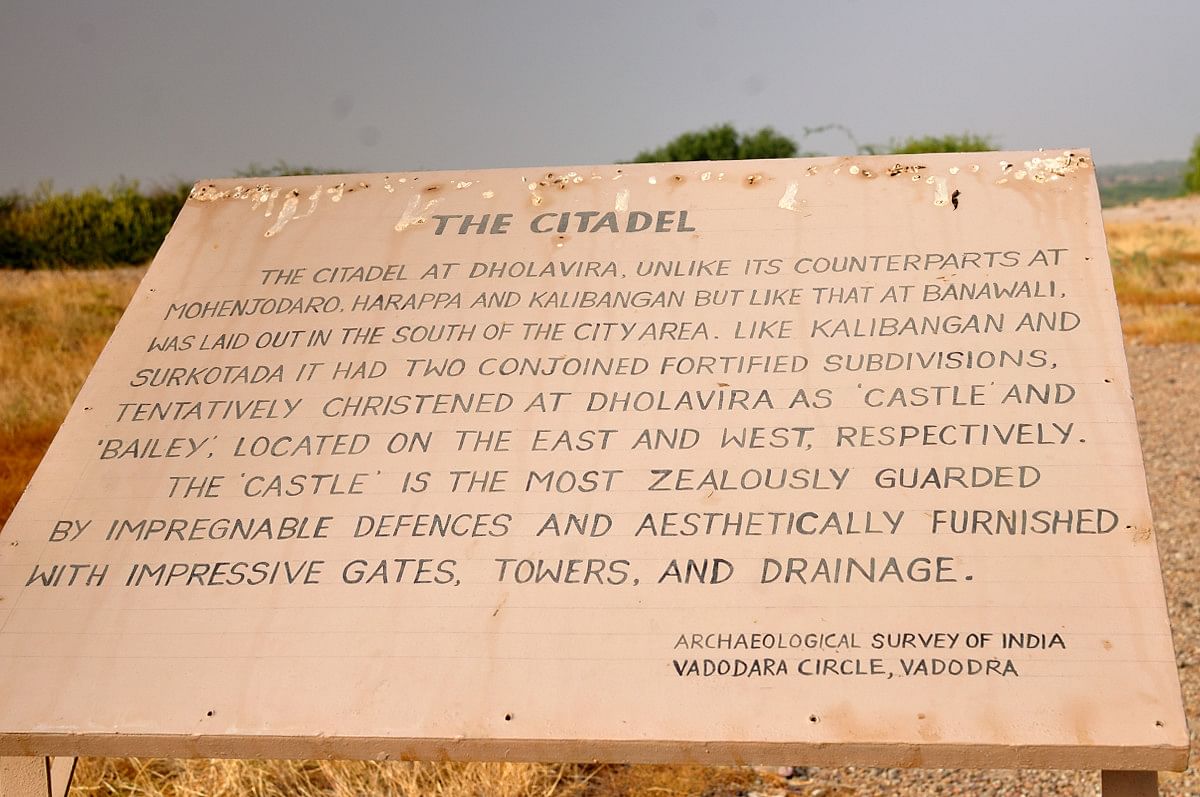 THE CITADEL
THE CITADEL AT DHOLAVIRA, UNLIKE ITS COUNTERPARTS AT
MOHENJODARO, HARAPPA AND KALIBANGAN BUT LIKE THAT AT BANAWALI,
WAS LAID OUT IN THE SOUTH OF THE CITY AREA. LIKE KALIBANGAN AND
SURKOTADA IT HAD TWO CONJOINED FORTIFIED SUBDIVISIONS,
TENTATIVELY CHRISTENED AT DHOLAVIRA AS 'CASTLE' AND
'BAILEY', LOCATED ON THE EAST AND WEST, RESPECTIVELY.
THE 'CASTLE' IS THE MOST ZEALOUSLY GUARDED
BY IMPREGNABLE DEFENCES AND AESTHETICALLY FURNISHED
WITH IMPRESSIVE GATES, TOWERS, AND DRAINAGE.
ARCHAEOLOGICAL SURVEY OF INDIA
VADODARA CIRCLE, VADODRA